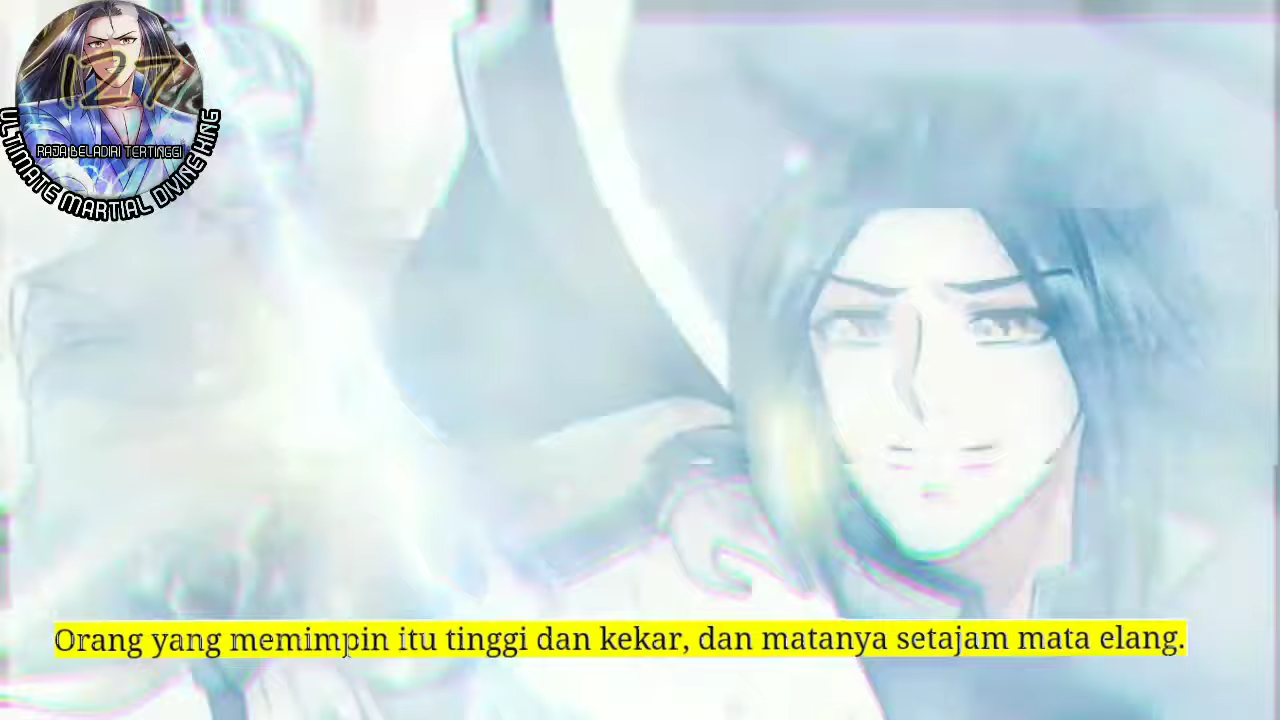 127
RAJA BELADIRI TERTINGGI
ULTIMATE MARTIAL DIVINE KING
Orang yang memimpin itu tinggi dan kekar, dan matanya setajam mata elang.